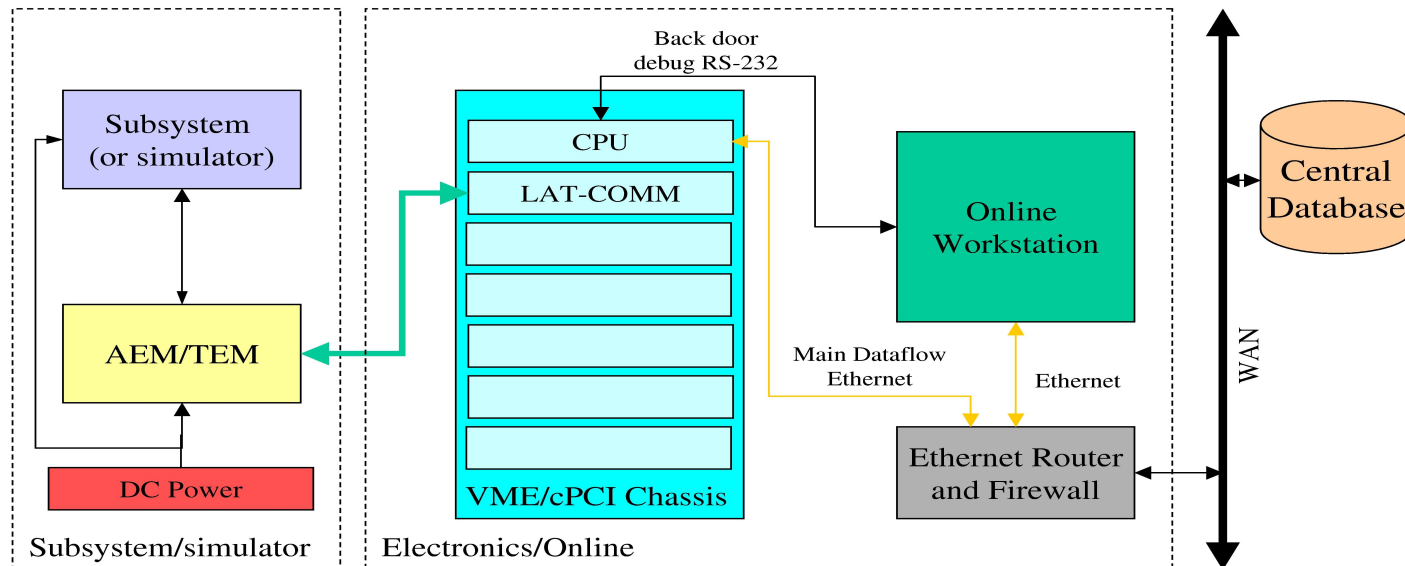 Back door
debug RS-232
Subsystem
(or simulator)
CPU
LAT-COMM
Online
Workstation
Central
Database
AEM/TEM
Main Dataflow
Ethernet
Ethernet
WAN
DC Power
VME/cPCI Chassis
Ethernet Router
and Firewall
Subsystem/simulator
Electronics/Online